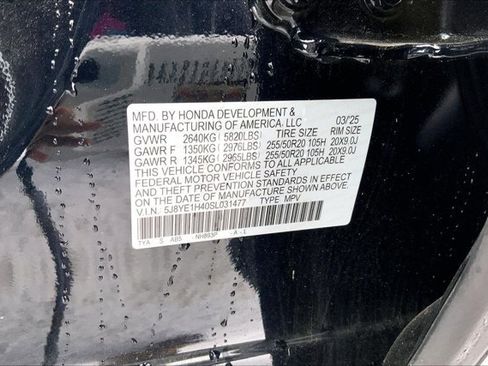 MFD. BY HONDA DEVELOPMENT & 03/25
MANUFACTURING OF AMERICA, LLC
GVWR 2640KG ( 5820LBS) TIRE SIZE RIM SIZE
GAWR F 1350KG ( 2976LBS) 255/50R20 105H 20X9.0J
GAWR R 1345KG ( 2965LBS) 255/50R20 105H 20X9.0J
THIS VEHICLE CONFORMS TO ALL APPLICABLE
FEDERAL MOTOR VEHICLE SAFETY
AND THEFT PREVENTION STANDARDS IN EFFECT
ON THE DATE OF MANUFACTURE SHOWN ABOVE.
V.I.N. 5J8YE1H40SL031477 TYPE MPV
TYA S AB5 NH893P -A-L